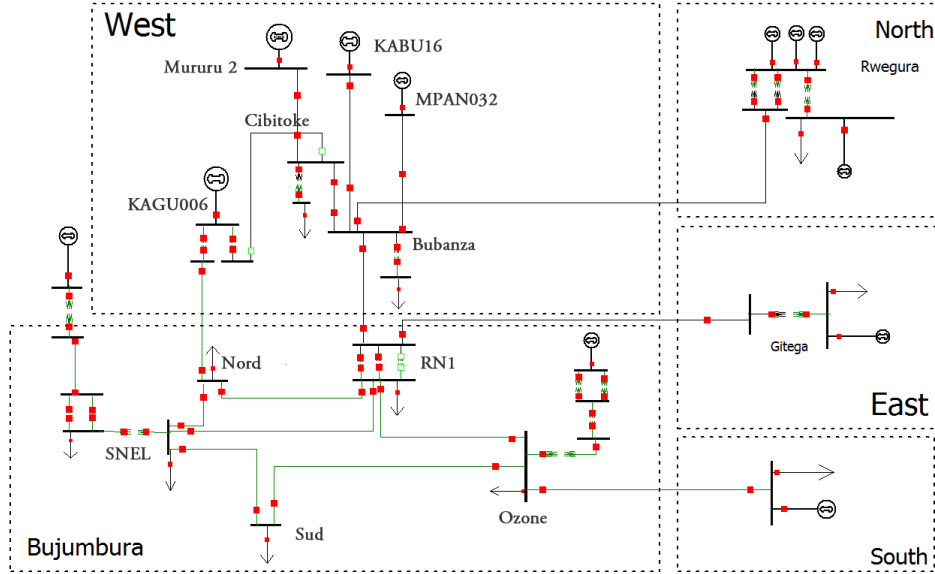 West
North
KABU16
Mururu 2
Rwegura
MPAN032
Cibitoke
KAGU006
Bubanza
Gitega
Nord
RN1
East
SNEL
Ozone
Sud
Bujumbura
South